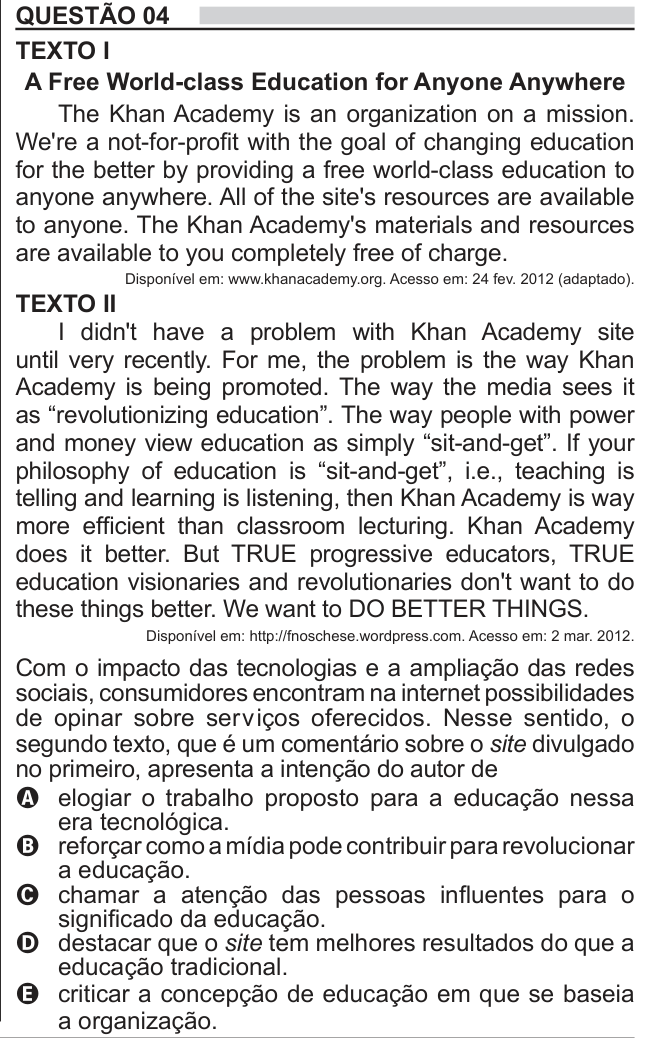 QUESTÃO 04
TEXTO I
A Free World-class Education for Anyone Anywhere
The Khan Academy is an organization on a mission.
We're a not-for-profit with the goal of changing education
for the better by providing a free world-class education to
anyone anywhere. All of the site's resources are available
to anyone. The Khan Academy's materials and resources
are available to you completely free of charge.
Disponível em: www.khanacademy.org. Acesso em: 24 fev. 2012 (adaptado).
TEXTO II
I didn't have a problem with Khan Academy site
until very recently. For me, the problem is the way Khan
Academy is being promoted. The way the media sees it
as “revolutionizing education”. The way people with power
and money view education as simply “sit-and-get”. If your
philosophy of education is “sit-and-get”, i.e., teaching is
telling and learning is listening, then Khan Academy is way
more efficient than classroom lecturing. Khan Academy
does it better. But TRUE progressive educators, TRUE
education visionaries and revolutionaries don't want to do
these things better. We want to DO BETTER THINGS.
Disponível em: http://fnoschese.wordpress.com. Acesso em: 2 mar. 2012.
Com o impacto das tecnologias e a ampliação das redes
sociais, consumidores encontram na internet possibilidades
de opinar sobre serviços oferecidos. Nesse sentido, o
segundo texto, que é um comentário sobre o site divulgado
no primeiro, apresenta a intenção do autor de
A elogiar o trabalho proposto para a educação nessa
era tecnológica.
B reforçar como a mídia pode contribuir para revolucionar
a educação.
C chamar a atenção das pessoas influentes para o
significado da educação.
D destacar que o site tem melhores resultados do que a
educação tradicional.
E criticar a concepção de educação em que se baseia
a organização.